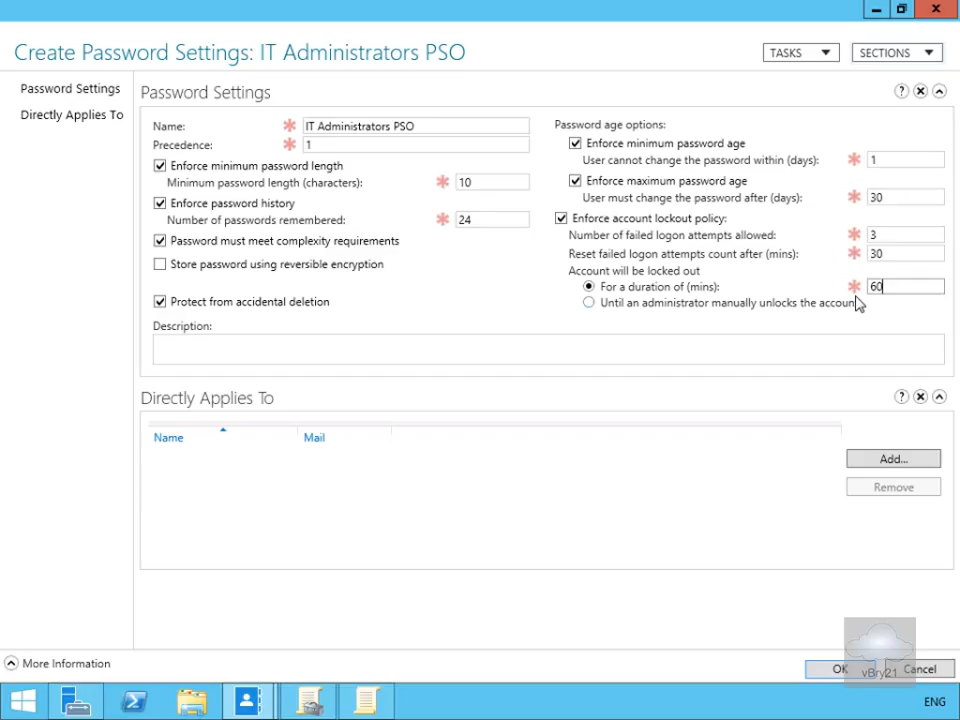 Create Password Settings: IT Administrators PSO
TASKS
SECTIONS
Password Settings
Directly Applies To
Password Settings
Name:
IT Administrators PSO
Precedence:
1
Enforce minimum password length
Minimum password length (characters):
10
Enforce password history
Number of passwords remembered:
24
Password must meet complexity requirements
Store password using reversible encryption
Protect from accidental deletion
Password age options:
Enforce minimum password age
User cannot change the password within (days):
1
Enforce maximum password age
User must change the password after (days):
30
Enforce account lockout policy:
Number of failed logon attempts allowed:
3
Reset failed logon attempts count after (mins):
30
Account will be locked out
For a duration of (mins):
60
Until an administrator manually unlocks the accoun
Description:
Directly Applies To
Name
Mail
Add...
Remove
More Information
OK
Cancel
vBry21
ENG